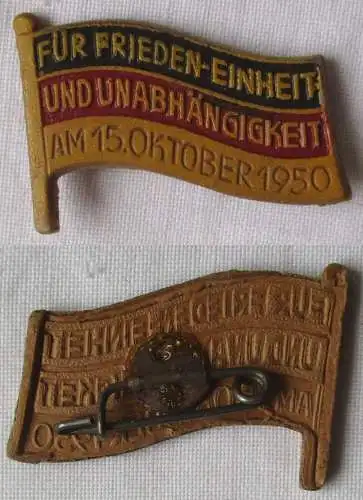 FÜR FRIEDEN-EINHEIT
UND UNABHÄNGIGKEIT
AM 15. OKTOBER 1950